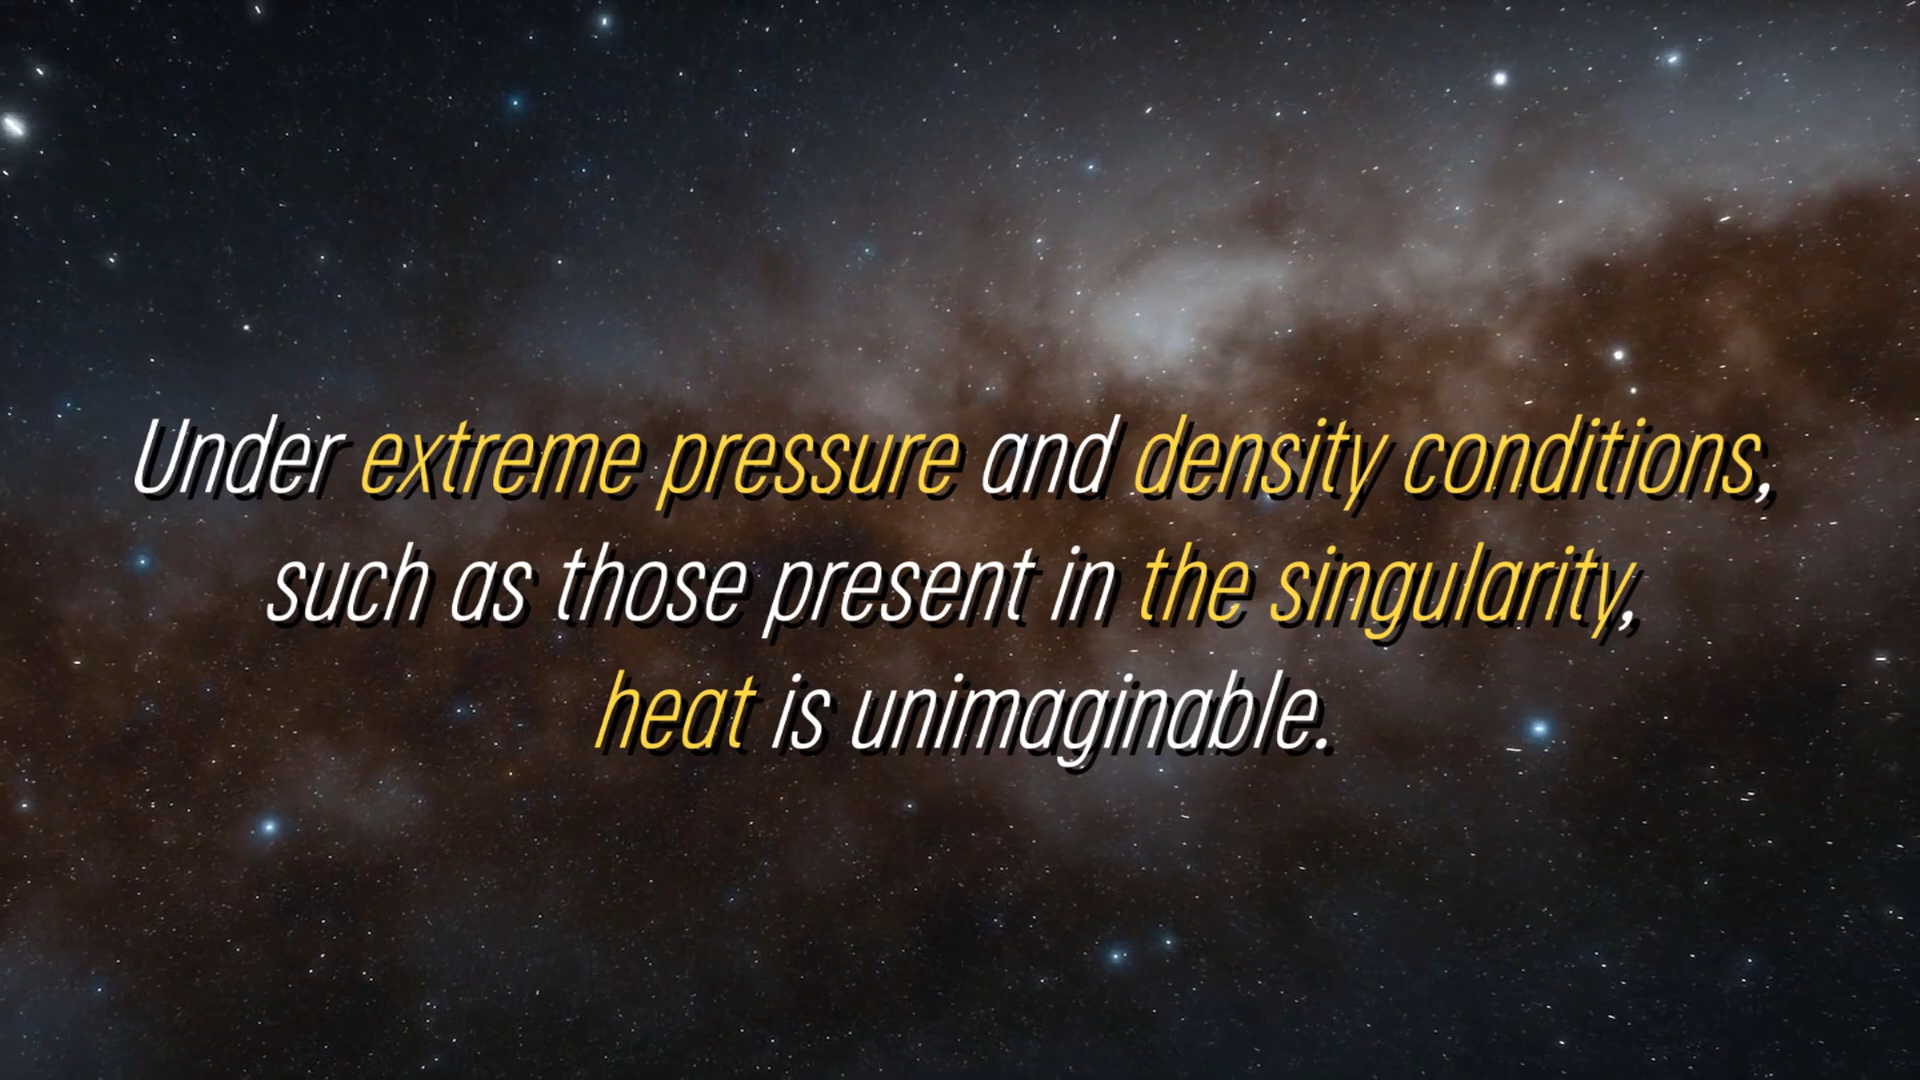 Under extreme pressure and density conditions,
such as those present in the singularity,
heat is unimaginable.